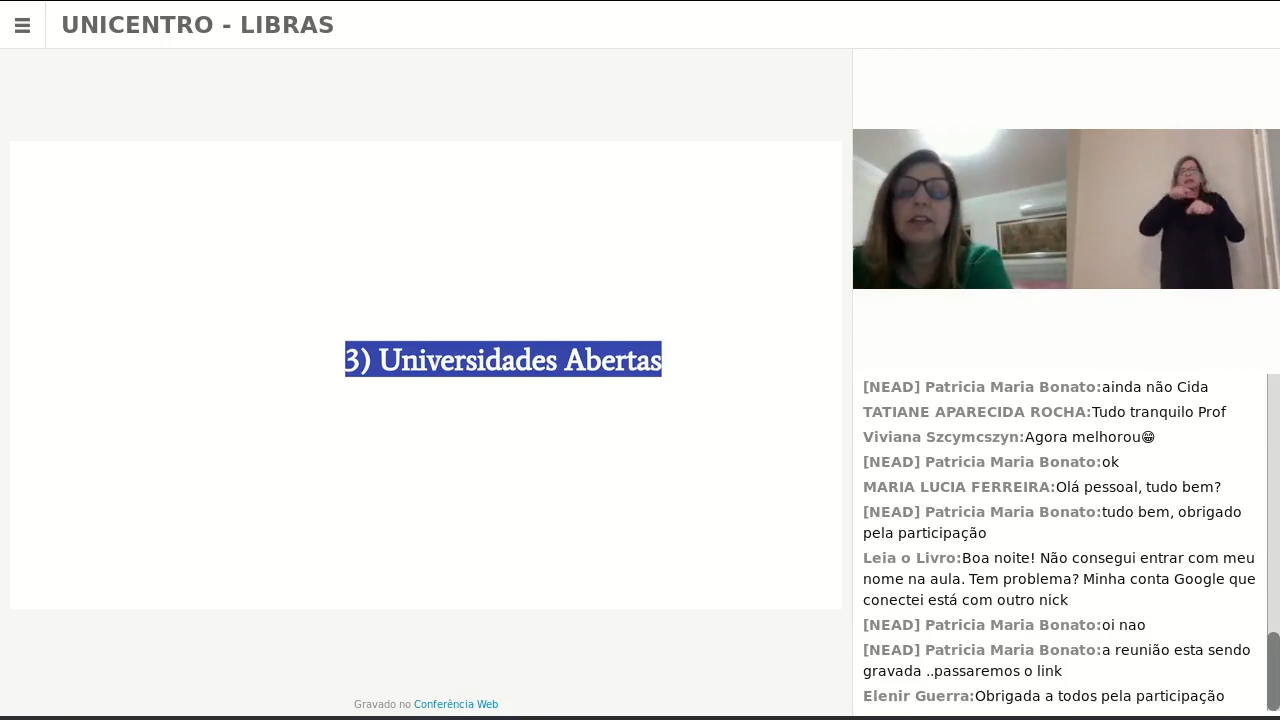 UNICENTRO - LIBRAS
3) Universidades Abertas
[NEAD] Patricia Maria Bonato:ainda não Cida
TATIANE APARECIDA ROCHA:Tudo tranquilo Prof
Viviana Szcymcszyn:Agora melhorou😁
[NEAD] Patricia Maria Bonato:ok
MARIA LUCIA FERREIRA:Olá pessoal, tudo bem?
[NEAD] Patricia Maria Bonato:tudo bem, obrigado
pela participação
Leia o Livro:Boa noite! Não consegui entrar com meu
nome na aula. Tem problema? Minha conta Google que
conectei está com outro nick
[NEAD] Patricia Maria Bonato:oi nao
[NEAD] Patricia Maria Bonato:a reunião esta sendo
gravada ..passaremos o link
Elenir Guerra:Obrigada a todos pela participação
Gravado no Conferência Web